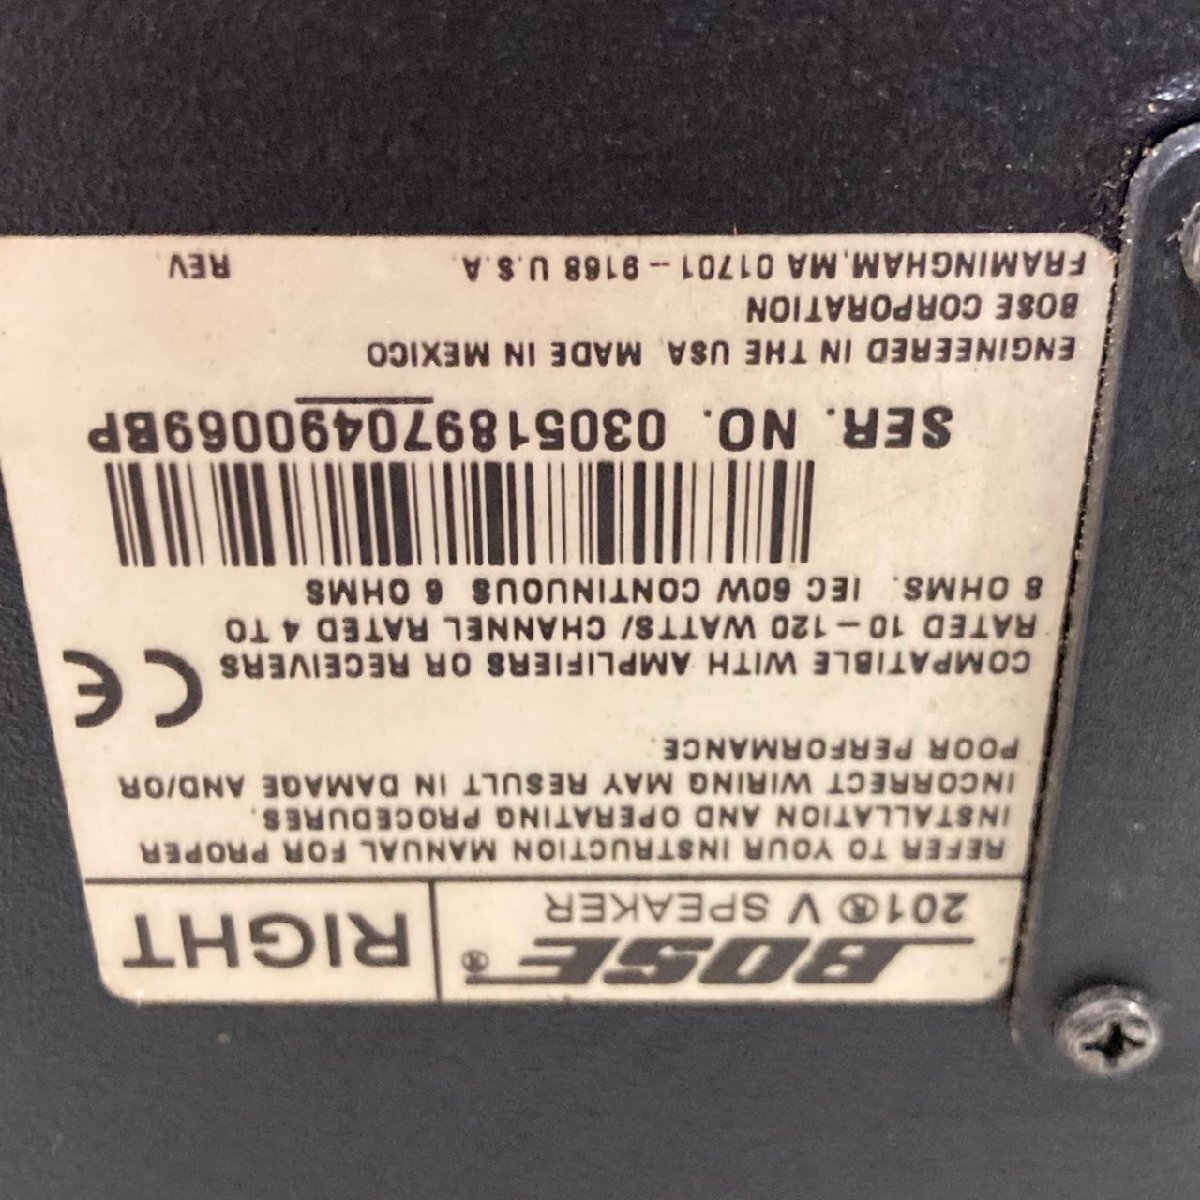 BOSE®
201® V SPEAKER
RIGHT
REFER TO YOUR INSTRUCTION MANUAL FOR PROPER
INSTALLATION AND OPERATING PROCEDURES.
INCORRECT WIRING MAY RESULT IN DAMAGE AND/OR
POOR PERFORMANCE.
COMPATIBLE WITH AMPLIFIERS OR RECEIVERS
RATED 10-120 WATTS/ CHANNEL RATED 4 TO
8 OHMS. IEC 60W CONTINUOUS 6 OHMS
CE
SER. NO. 030518970490069BP
ENGINEERED IN THE USA, MADE IN MEXICO
BOSE CORPORATION
FRAMINGHAM, MA 01701-9168 U.S.A.
REV.